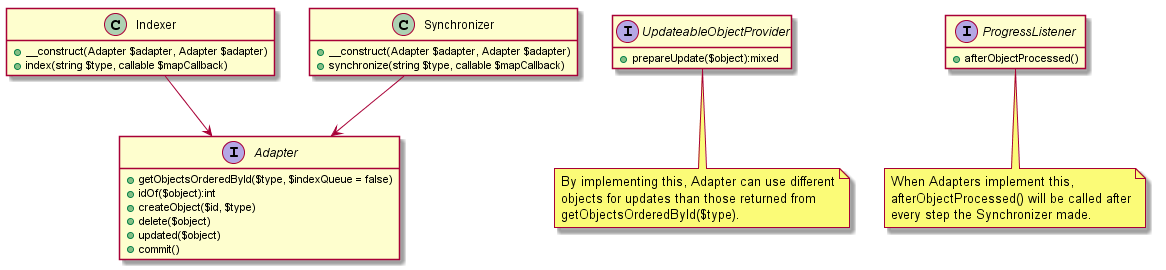 C Indexer
__construct(Adapter $adapter, Adapter $adapter)
index(string $type, callable $mapCallback)
C Synchronizer
__construct(Adapter $adapter, Adapter $adapter)
synchronize(string $type, callable $mapCallback)
I UpdateableObjectProvider
prepareUpdate($object):mixed
I ProgressListener
afterObjectProcessed()
I Adapter
getObjectsOrderedById($type, $indexQueue = false)
idOf($object):int
createObject($id, $type)
delete($object)
updated($object)
commit()
By implementing this, Adapter can use different
objects for updates than those returned from
getObjectsOrderedById($type).
When Adapters implement this,
afterObjectProcessed() will be called after
every step the Synchronizer made.